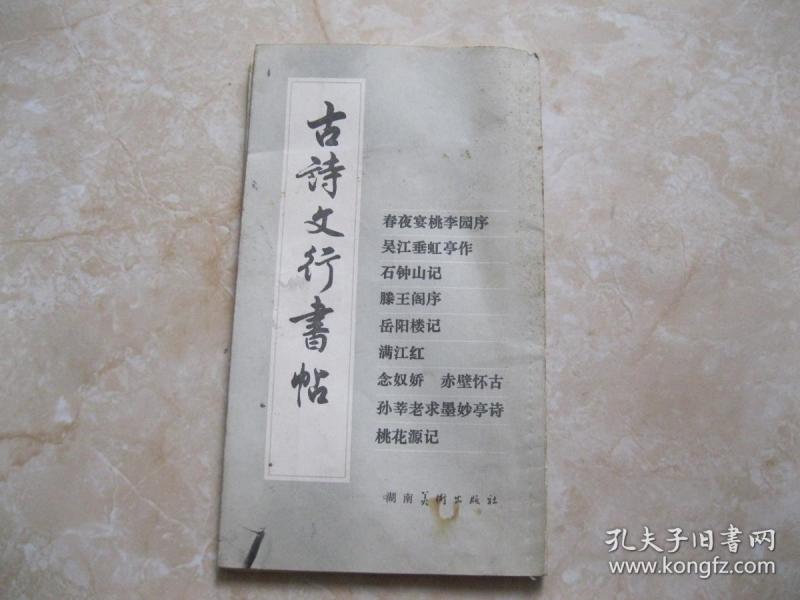 古詩文行書帖
春夜宴桃李园序
吴江垂虹亭作
石钟山记
滕王阁序
岳阳楼记
满江红
念奴娇 赤壁怀古
孙莘老求墨妙亭诗
桃花源记
湖南美术出版社
孔夫子旧书网
www.kongfz.com